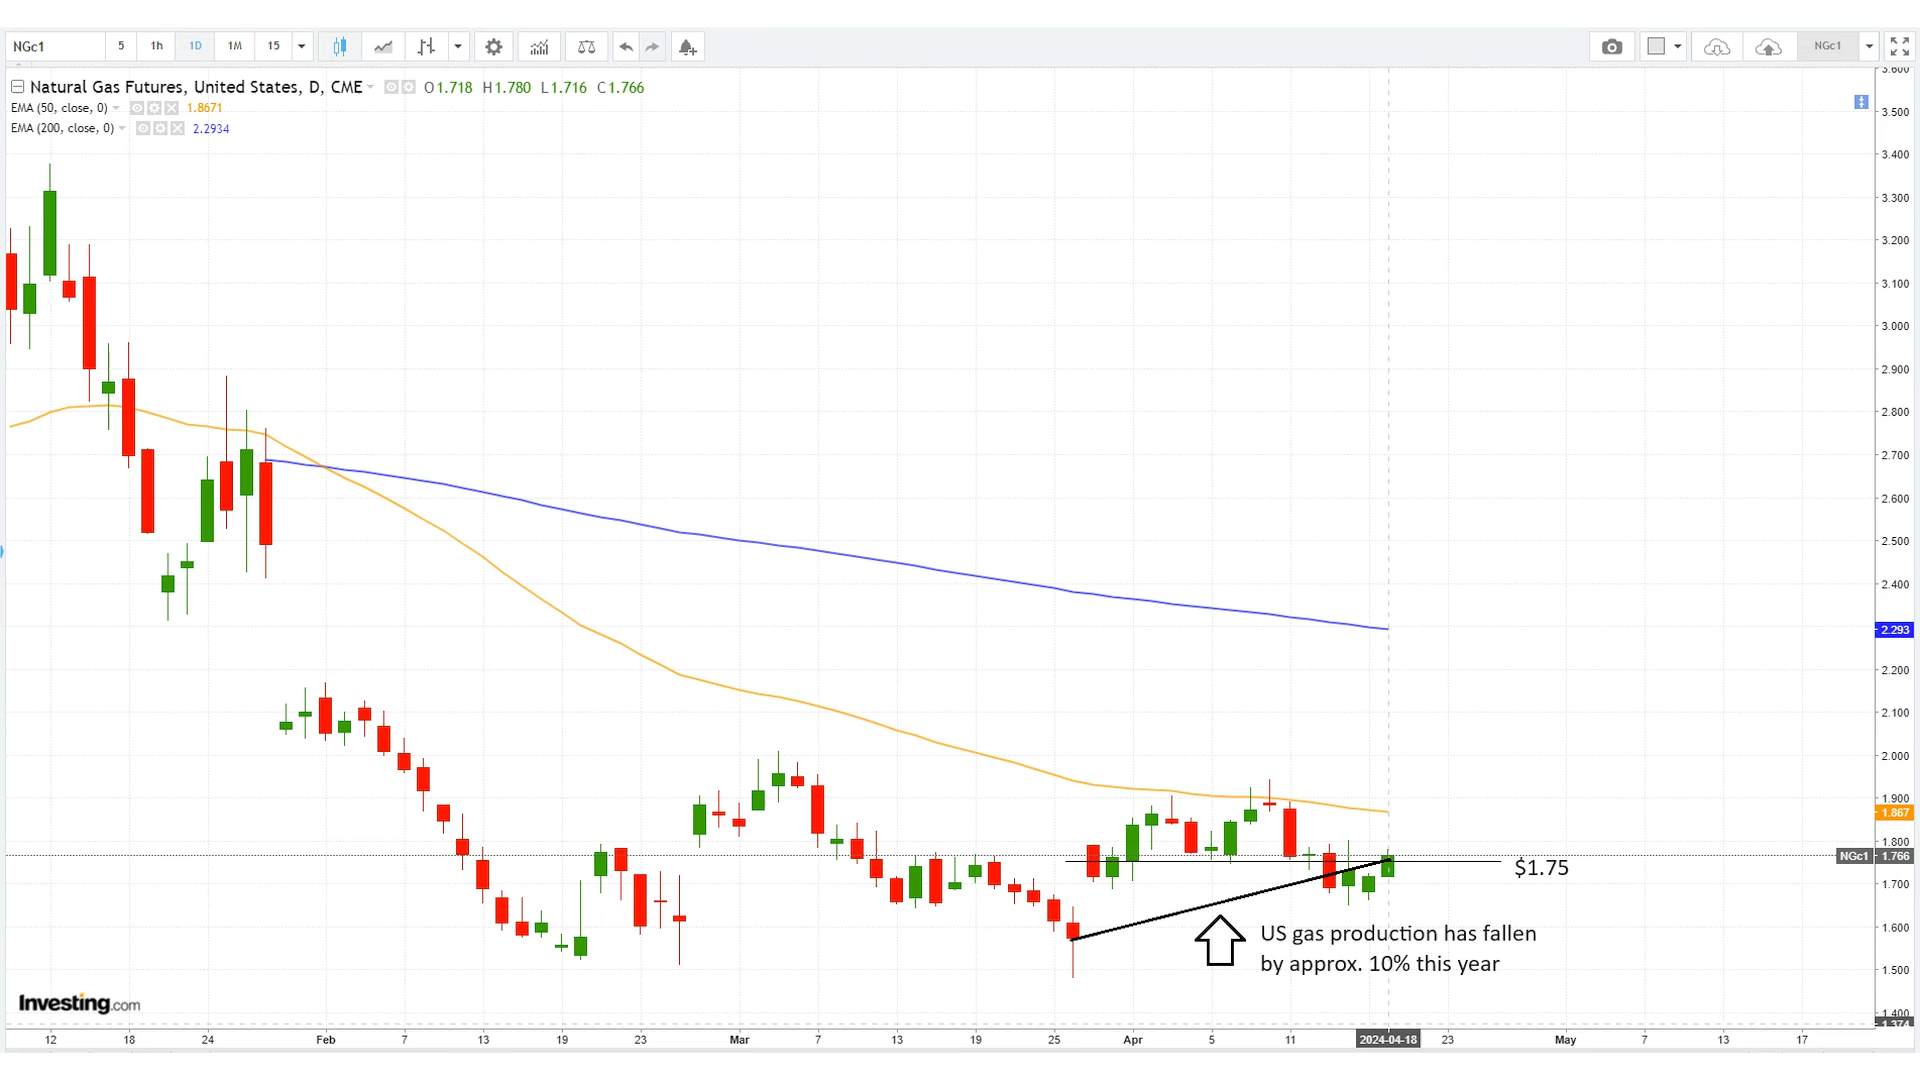 NGc1 5 1h 1D 1M 15 NGc1
Natural Gas Futures, United States, D, CME O1.718 H1.780 L1.716 C1.766
EMA (50, close, 0) 1.8671
EMA (200, close, 0) 2.2934
3.600
3.500
3.400
3.300
3.200
3.100
3.000
2.900
2.800
2.700
2.600
2.500
2.400
2.293
2.200
2.100
2.000
1.900
1.867
1.800
NGc1 1.766
$1.75
1.700
US gas production has fallen
by approx. 10% this year
1.600
1.500
Investing.com
1.400
1.374
12 18 24 Feb 7 13 19 23 Mar 7 13 19 25 Apr 5 11 2024-04-18 23 May 7 13 17